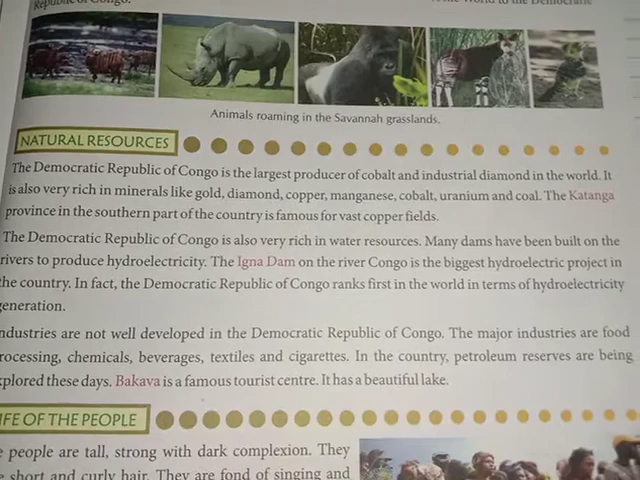 Republic of Congo.
Animals roaming in the Savannah grasslands.
NATURAL RESOURCES
The Democratic Republic of Congo is the largest producer of cobalt and industrial diamond in the world. It
is also very rich in minerals like gold, diamond, copper, manganese, cobalt, uranium and coal. The Katanga
province in the southern part of the country is famous for vast copper fields.
The Democratic Republic of Congo is also very rich in water resources. Many dams have been built on the
rivers to produce hydroelectricity. The Igna Dam on the river Congo is the biggest hydroelectric project in
the country. In fact, the Democratic Republic of Congo ranks first in the world in terms of hydroelectricity
generation.
ndustries are not well developed in the Democratic Republic of Congo. The major industries are food
rocessing, chemicals, beverages, textiles and cigarettes. In the country, petroleum reserves are being
xplored these days. Bakava is a famous tourist centre. It has a beautiful lake.
IFE OF THE PEOPLE
e people are tall, strong with dark complexion. They
e short and curly hair. They are fond of singing and